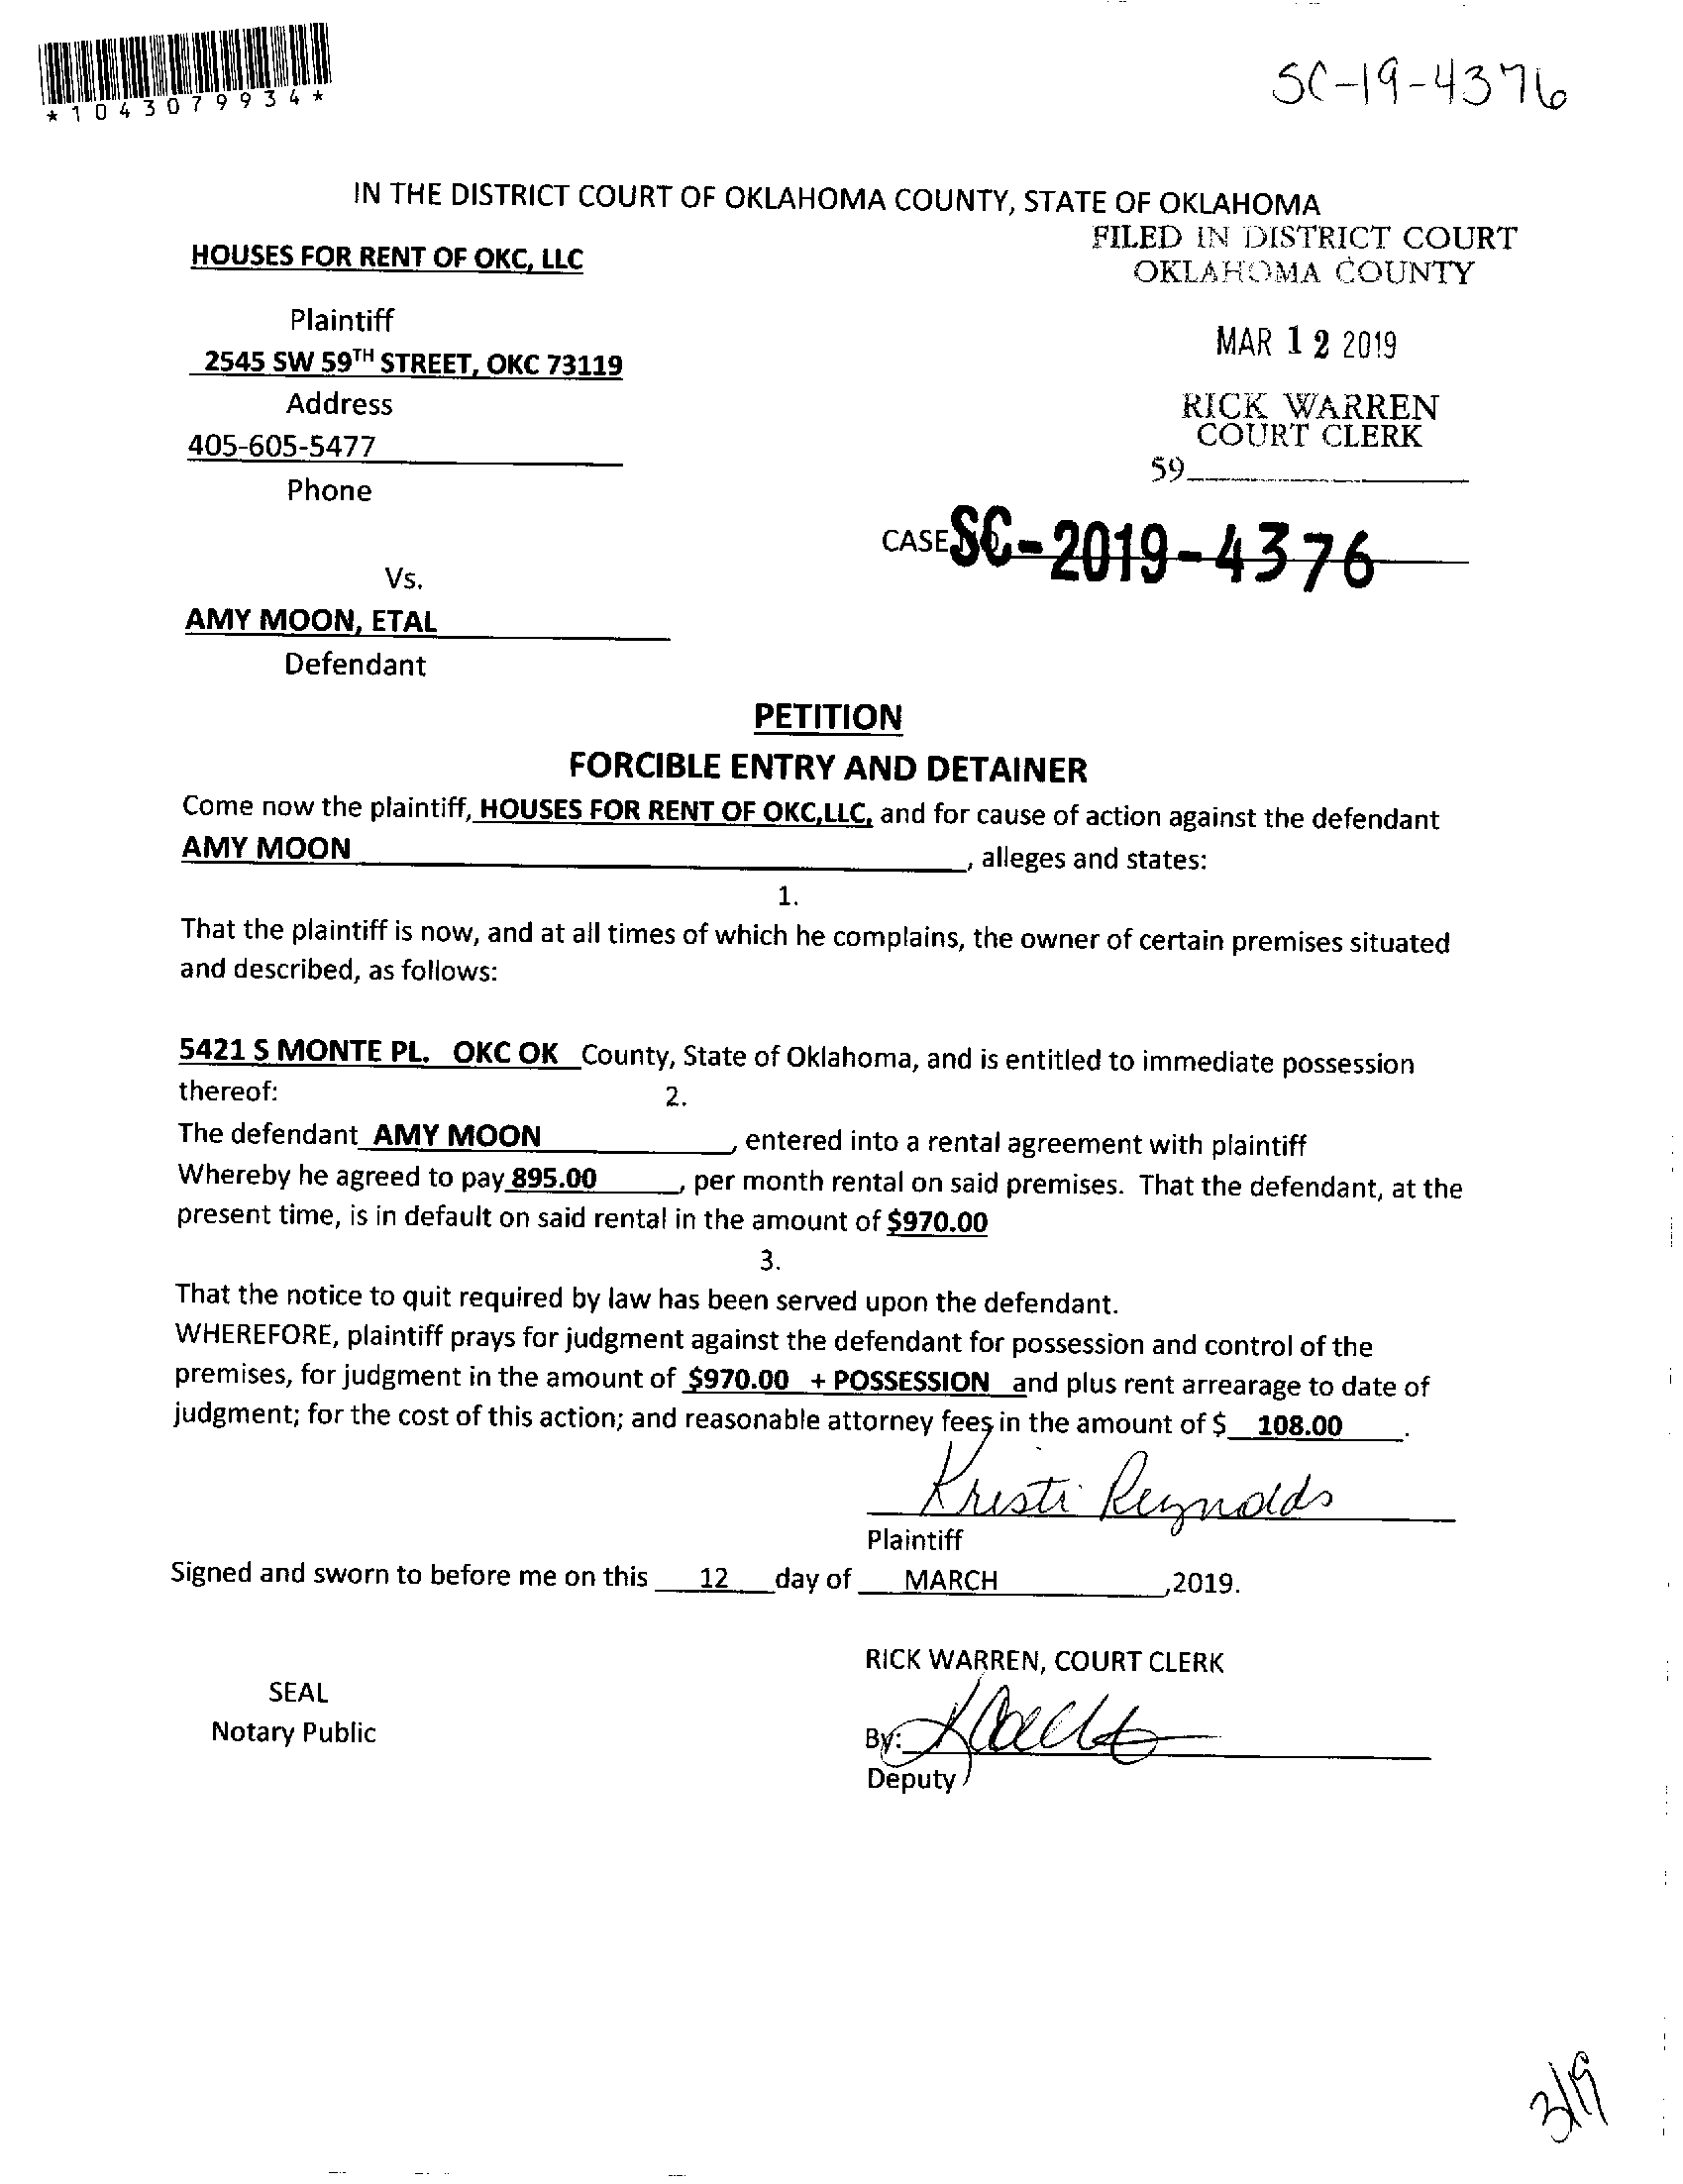 *1043079934*
SC-19-4376
IN THE DISTRICT COURT OF OKLAHOMA COUNTY, STATE OF OKLAHOMA
FILED IN DISTRICT COURT
OKLAHOMA COUNTY
HOUSES FOR RENT OF OKC, LLC
Plaintiff
MAR 12 2019
2545 SW 59TH STREET, OKC 73119
Address
RICK WARREN
COURT CLERK
405-605-5477
59
Phone
CASE SC-2019-4376
Vs.
AMY MOON, ETAL
Defendant
PETITION
FORCIBLE ENTRY AND DETAINER
Come now the plaintiff, HOUSES FOR RENT OF OKC,LLC, and for cause of action against the defendant
AMY MOON, alleges and states:
1.
That the plaintiff is now, and at all times of which he complains, the owner of certain premises situated
and described, as follows:
5421 S MONTE PL. OKC OK County, State of Oklahoma, and is entitled to immediate possession
thereof:
2.
The defendant AMY MOON, entered into a rental agreement with plaintiff
Whereby he agreed to pay 895.00, per month rental on said premises. That the defendant, at the
present time, is in default on said rental in the amount of $970.00
3.
That the notice to quit required by law has been served upon the defendant.
WHEREFORE, plaintiff prays for judgment against the defendant for possession and control of the
premises, for judgment in the amount of $970.00 + POSSESSION and plus rent arrearage to date of
judgment; for the cost of this action; and reasonable attorney fees in the amount of $ 108.00.
Kristi Reynolds
Plaintiff
Signed and sworn to before me on this 12 day of MARCH ,2019.
RICK WARREN, COURT CLERK
SEAL
Notary Public
By:
Deputy
3/19